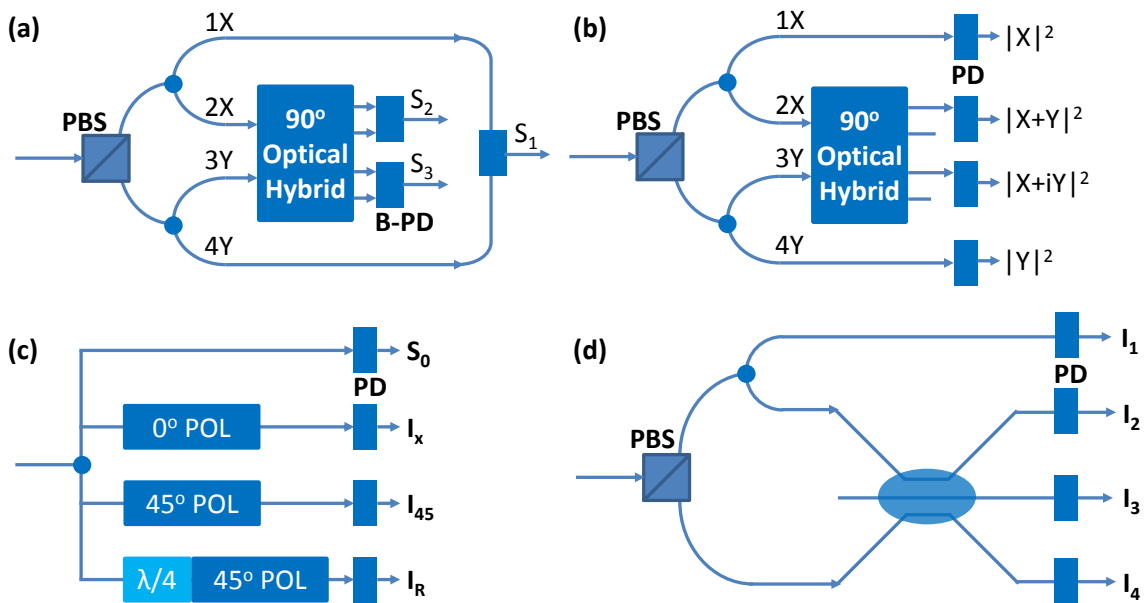 (a)
1X
PBS
2X
90° Optical Hybrid
S₂
3Y
S₃
B-PD
4Y
S₁
(b)
1X
|X|²
PD
PBS
2X
90° Optical Hybrid
|X+Y|²
3Y
|X+iY|²
4Y
|Y|²
(c)
S₀
PD
0° POL
Iₓ
45° POL
I₄₅
λ/4
45° POL
I_R
(d)
I₁
PD
I₂
PBS
I₃
I₄